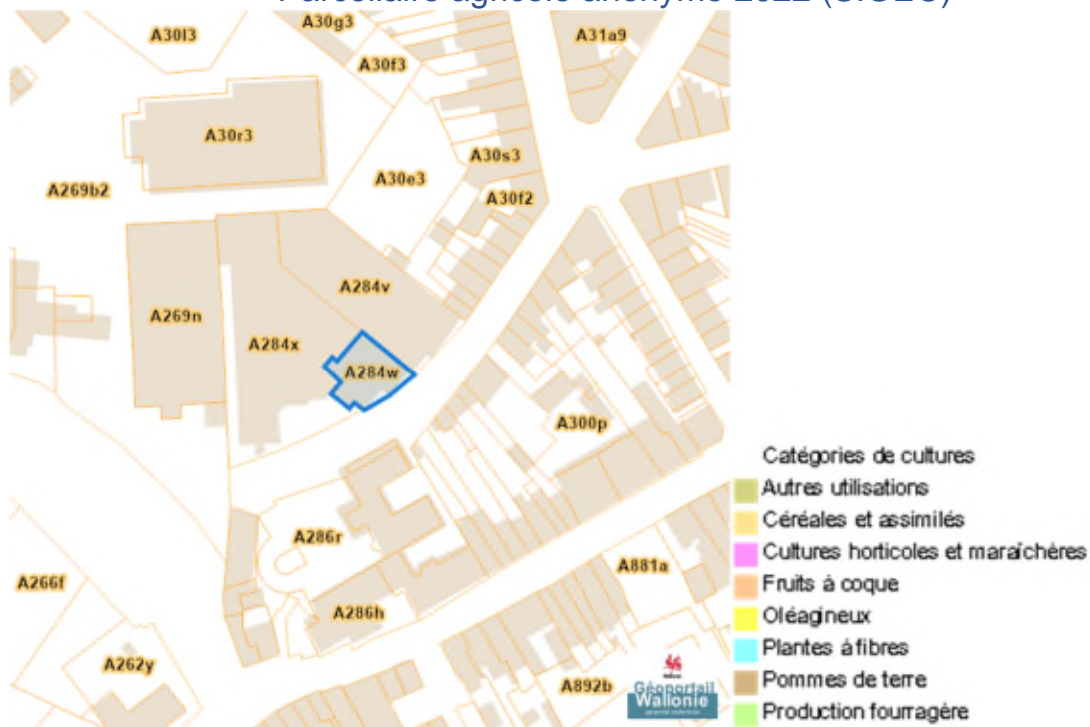 Parcellaire agricole anonyme 2022 (SIGEC)
A30l3
A30g3
A31a9
A30f3
A30r3
A30s3
A30e3
A269b2
A30f2
A284v
A269n
A284x
A284w
A300p
A286r
A881a
A266f
A286h
A262y
A892b
Géoportail
Wallonie
Catégories de cultures
Autres utilisations
Céréales et assimilés
Cultures horticoles et maraîchères
Fruits à coque
Oléagineux
Plantes à fibres
Pommes de terre
Production fourragère